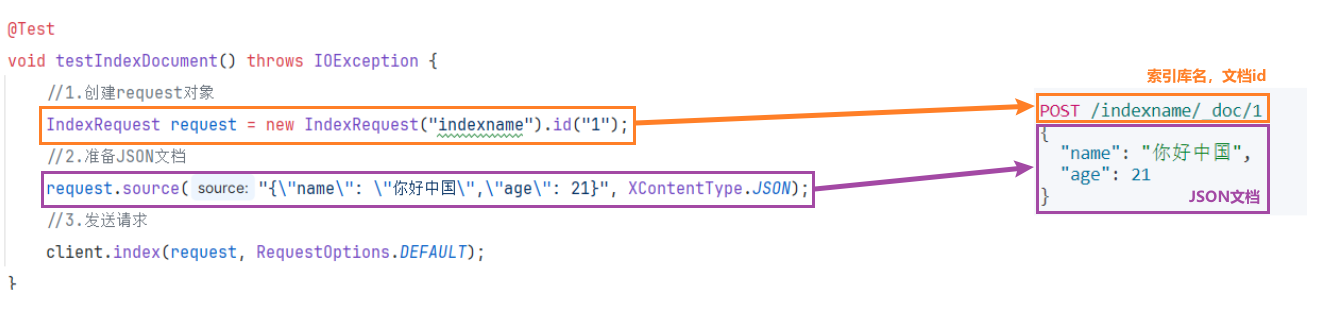 @Test
void testIndexDocument() throws IOException {
//1.创建request对象
IndexRequest request = new IndexRequest("indexname").id("1");
//2.准备JSON文档
request.source( source: "{\"name\": \"你好中国\",\"age\": 21}", XContentType.JSON);
//3.发送请求
client.index(request, RequestOptions.DEFAULT);
}
索引库名，文档id
POST /indexname/_doc/1
{
"name": "你好中国",
"age": 21
}
JSON文档